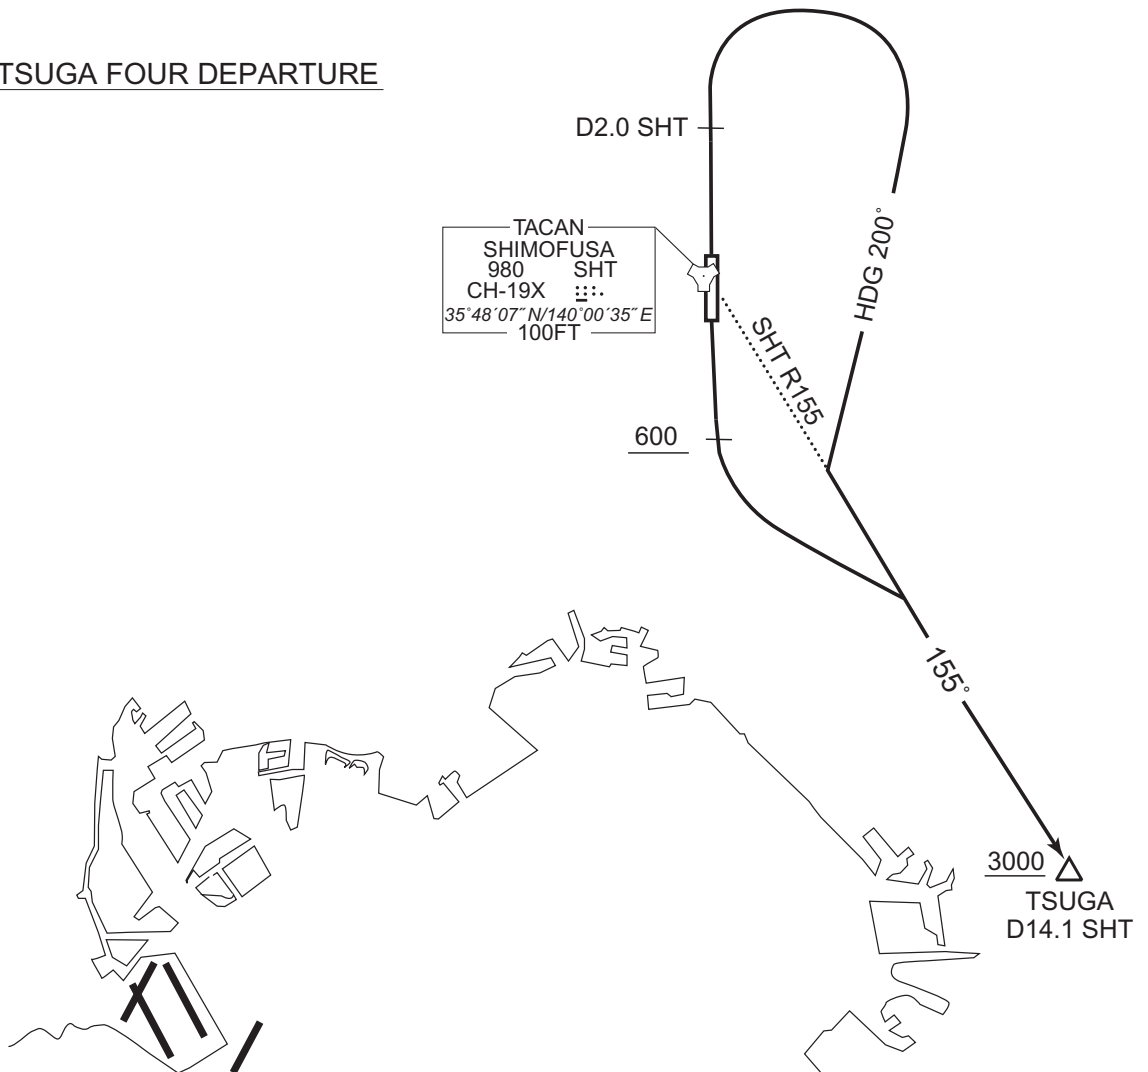 TSUGA FOUR DEPARTURE
D2.0 SHT
TACAN
SHIMOFUSA
980 SHT
CH-19X
35°48′07″N/140°00′35″E
100FT
HDG 200°
SHT R155
600
155°
3000
TSUGA
D14.1 SHT